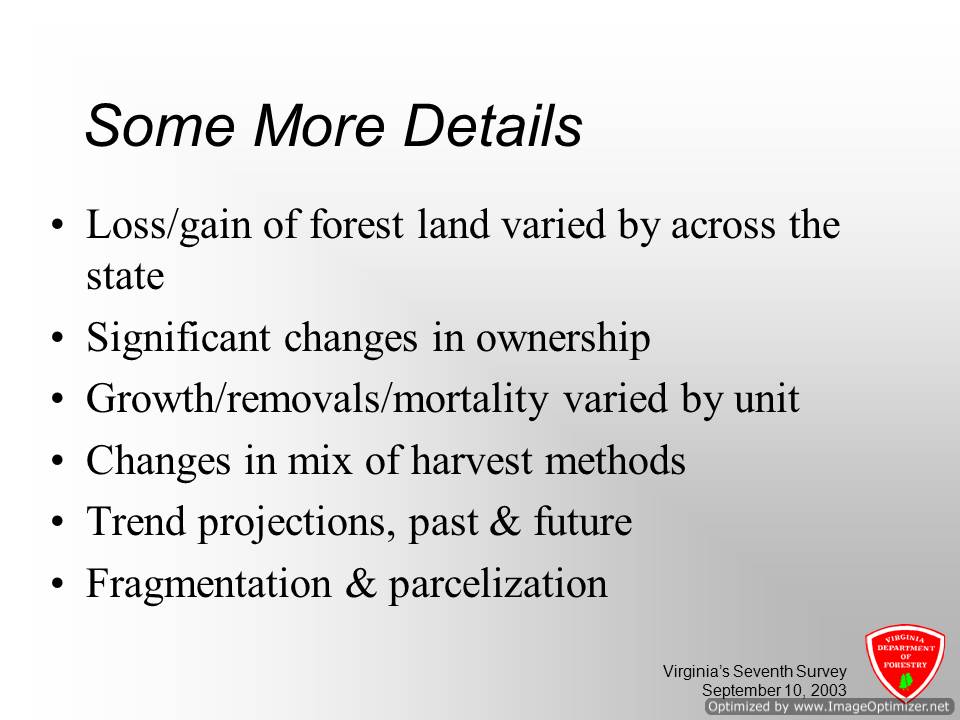 Some More Details
• Loss/gain of forest land varied by across the
state
• Significant changes in ownership
• Growth/removals/mortality varied by unit
• Changes in mix of harvest methods
• Trend projections, past & future
• Fragmentation & parcelization
Virginia’s Seventh Survey
September 10, 2003
VIRGINIA
DEPARTMENT
OF
FORESTRY
Optimized by www.ImageOptimizer.net